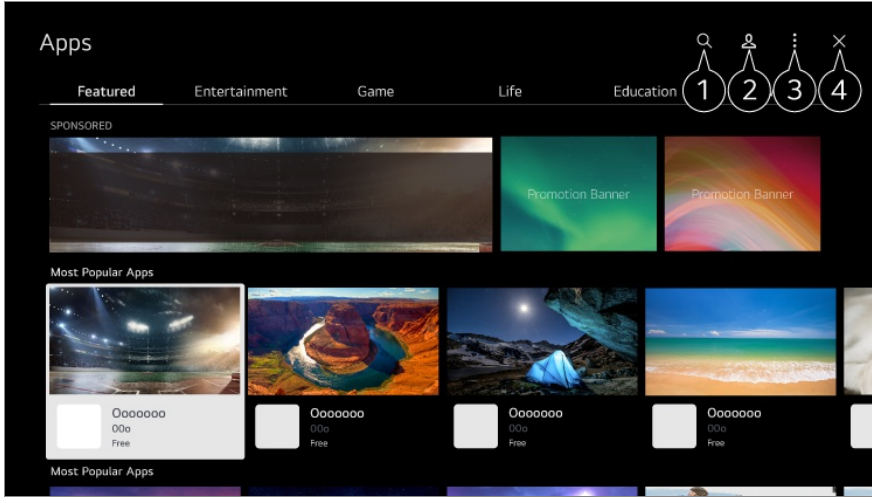 Apps
1 2 3 4
Featured Entertainment Game Life Education
SPONSORED
Promotion Banner Promotion Banner
Most Popular Apps
Ooooooo Ooooooo Ooooooo Ooooooo
00o 00o 00o 00o
Free Free Free Free
Most Popular Apps